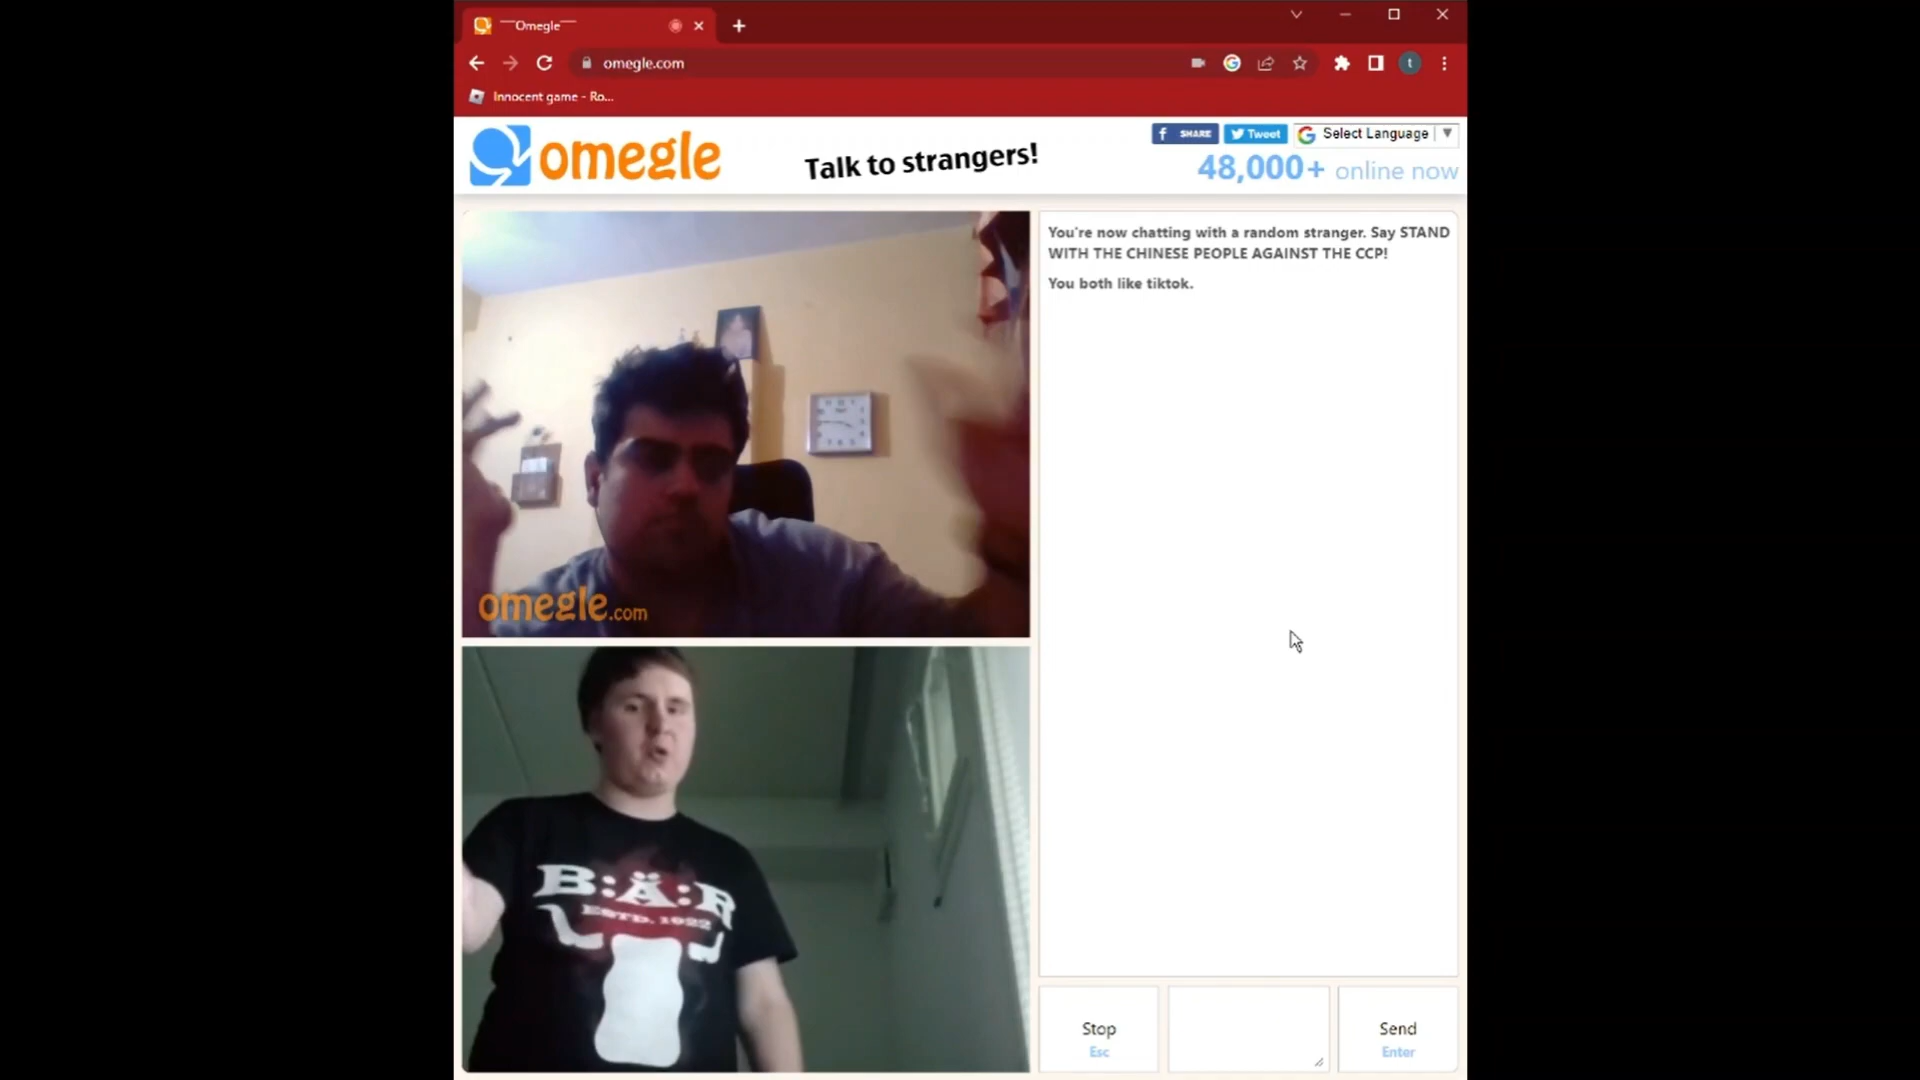 Omegle
omegle.com
Innocent game - Ro...
omegle
Talk to strangers!
SHARE
Tweet
Select Language
48,000+ online now
You're now chatting with a random stranger. Say STAND
WITH THE CHINESE PEOPLE AGAINST THE CCP!
You both like tiktok.
omegle.com
B:Ä:R
ESTD. 1922
Stop
Esc
Send
Enter